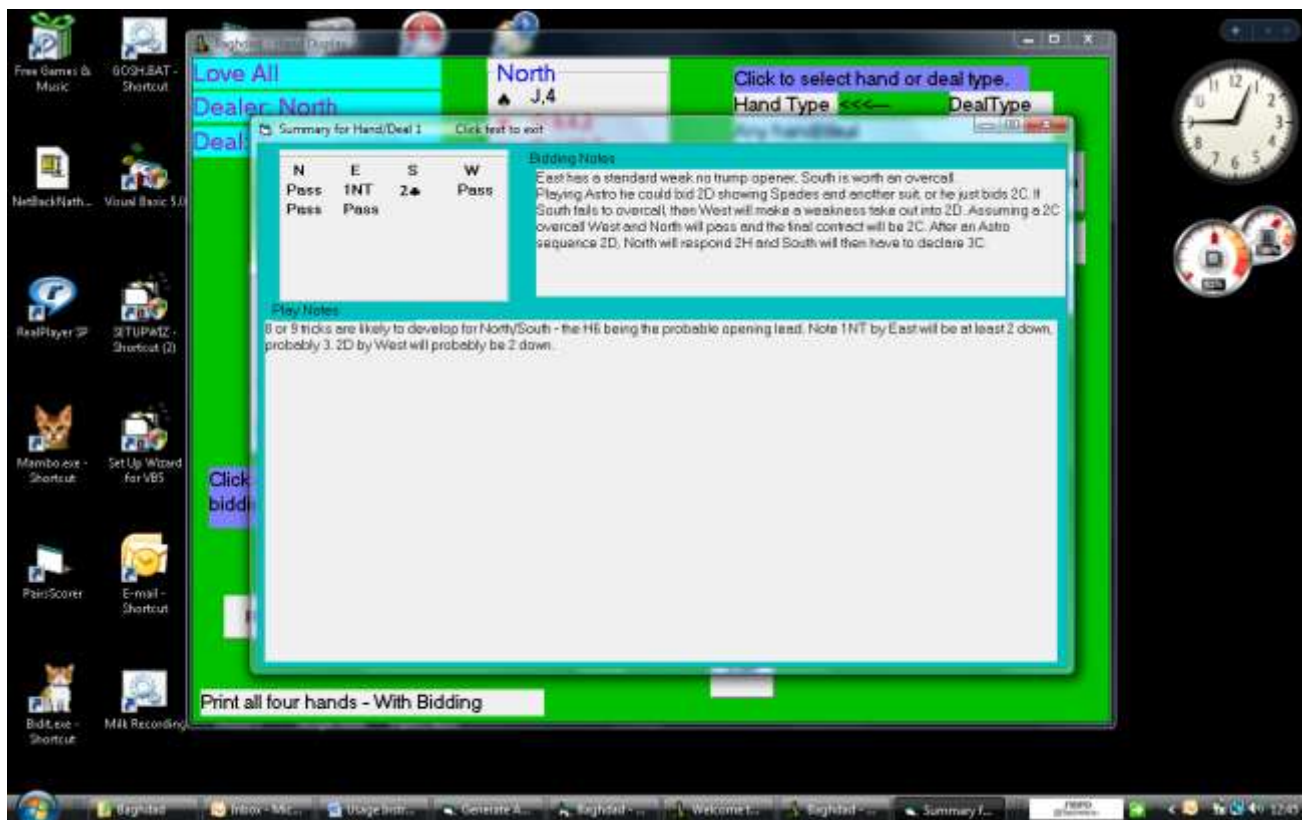 Free Games &
Music
GOSH.BAT -
Shortcut
NetBackNath...
Visual Basic 5.0
RealPlayer SP
SETUPWIZ -
Shortcut (2)
Mambo.exe -
Shortcut
Set Up Wizard
for VB5
PairsScorer
E-mail -
Shortcut
Bidit.exe -
Shortcut
Milk Recording
Love All
Dealer: North
Deal:
North
♠ J,4
Click to select hand or deal type.
Hand Type <<<— DealType
Summary for Hand/Deal 1 Click text to exit
N E S W
Pass 1NT 2♣ Pass
Pass Pass
Bidding Notes
East has a standard weak no trump opener. South is worth an overcall.
Playing Astro he could bid 2D showing Spades and another suit, or he just bids 2C. If
South fails to overcall, then West will make a weakness take out into 2D. Assuming a 2C
overcall West and North will pass and the final contract will be 2C. After an Astro
sequence 2D, North will respond 2H and South will then have to declare 3C.
Play Notes
8 or 9 tricks are likely to develop for North/South - the H6 being the probable opening lead. Note 1NT by East will be at least 2 down,
probably 3. 2D by West will probably be 2 down.
Click
biddi
Print all four hands - With Bidding
Baghdad
Inbox - Mic...
Usage Instr...
Generate A...
Baghdad - ...
Welcome t...
Baghdad - ...
Summary f...
12:45